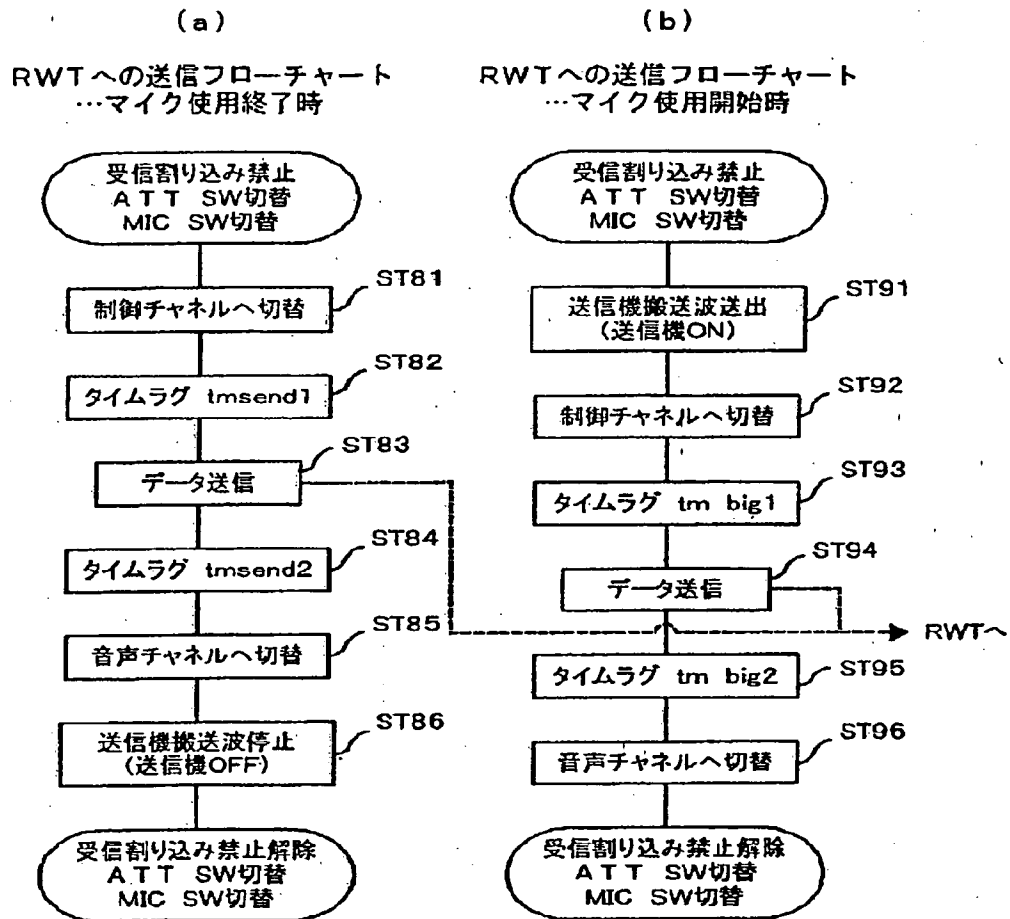 (a)
RWTへの送信フローチャート
…マイク使用終了時
受信割り込み禁止
ATT SW切替
MIC SW切替
ST81
制御チャネルへ切替
ST82
タイムラグ tmsend1
ST83
データ送信
ST84
タイムラグ tmsend2
ST85
音声チャネルへ切替
ST86
送信機搬送波停止
(送信機OFF)
受信割り込み禁止解除
ATT SW切替
MIC SW切替
(b)
RWTへの送信フローチャート
…マイク使用開始時
受信割り込み禁止
ATT SW切替
MIC SW切替
ST91
送信機搬送波送出
(送信機ON)
ST92
制御チャネルへ切替
ST93
タイムラグ tm big1
ST94
データ送信
RWTへ
ST95
タイムラグ tm big2
ST96
音声チャネルへ切替
受信割り込み禁止解除
ATT SW切替
MIC SW切替